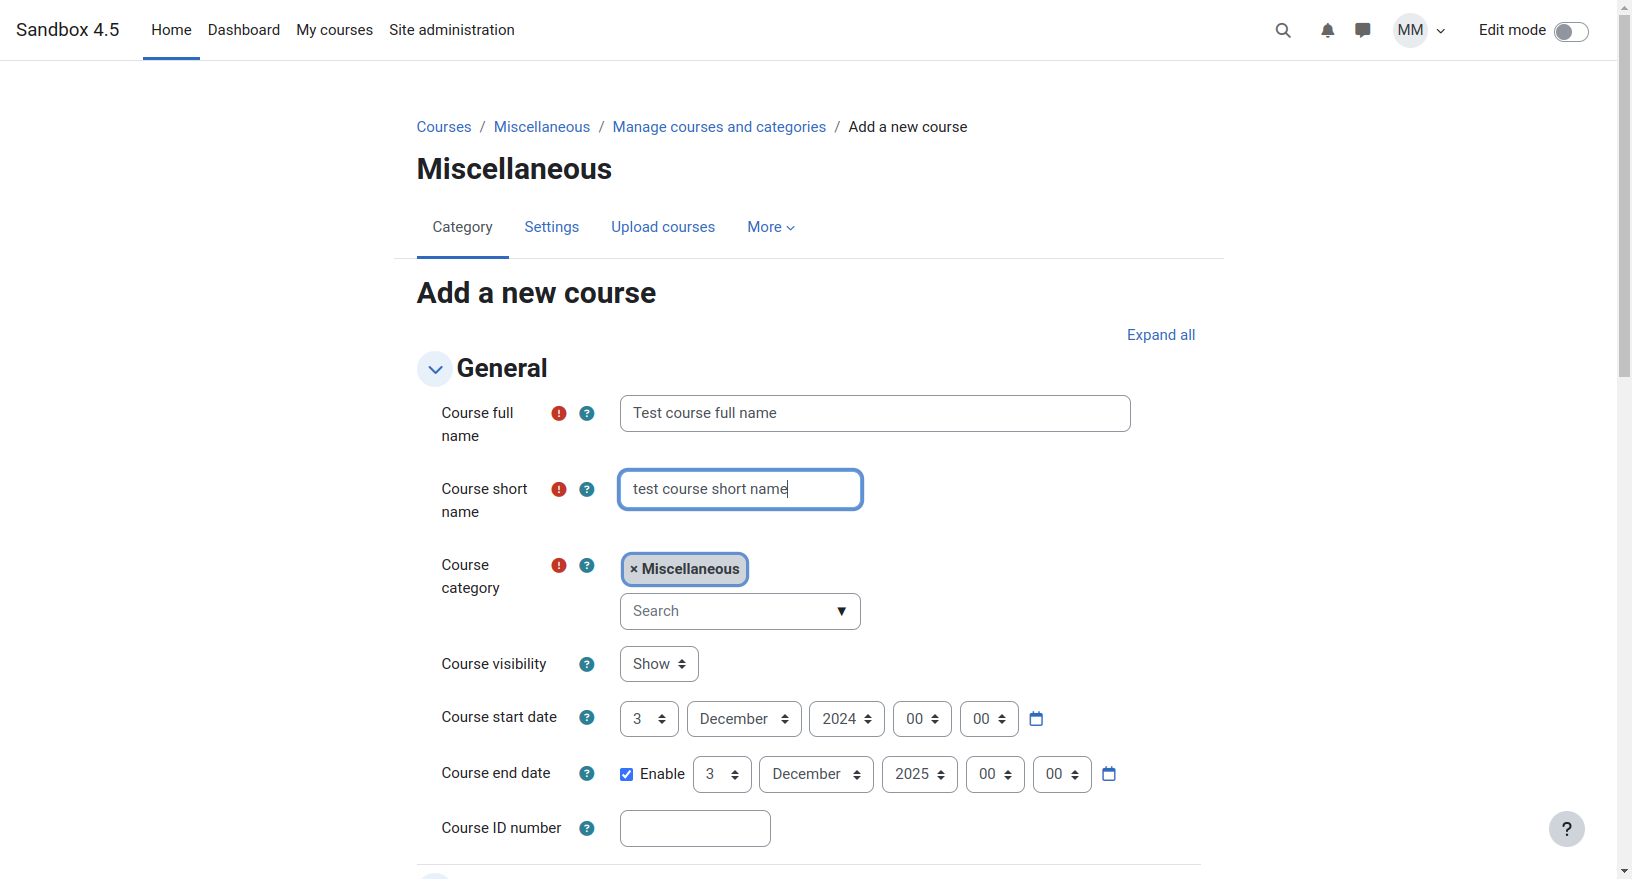 Sandbox 4.5 Home Dashboard My courses Site administration MM Edit mode
Courses / Miscellaneous / Manage courses and categories / Add a new course
Miscellaneous
Category Settings Upload courses More
Add a new course
Expand all
General
Course full name ! ? Test course full name
Course short name ! ? test course short name
Course category ! ? × Miscellaneous
Search ▼
Course visibility ? Show
Course start date ? 3 December 2024 00 00
Course end date ? Enable 3 December 2025 00 00
Course ID number ?
?